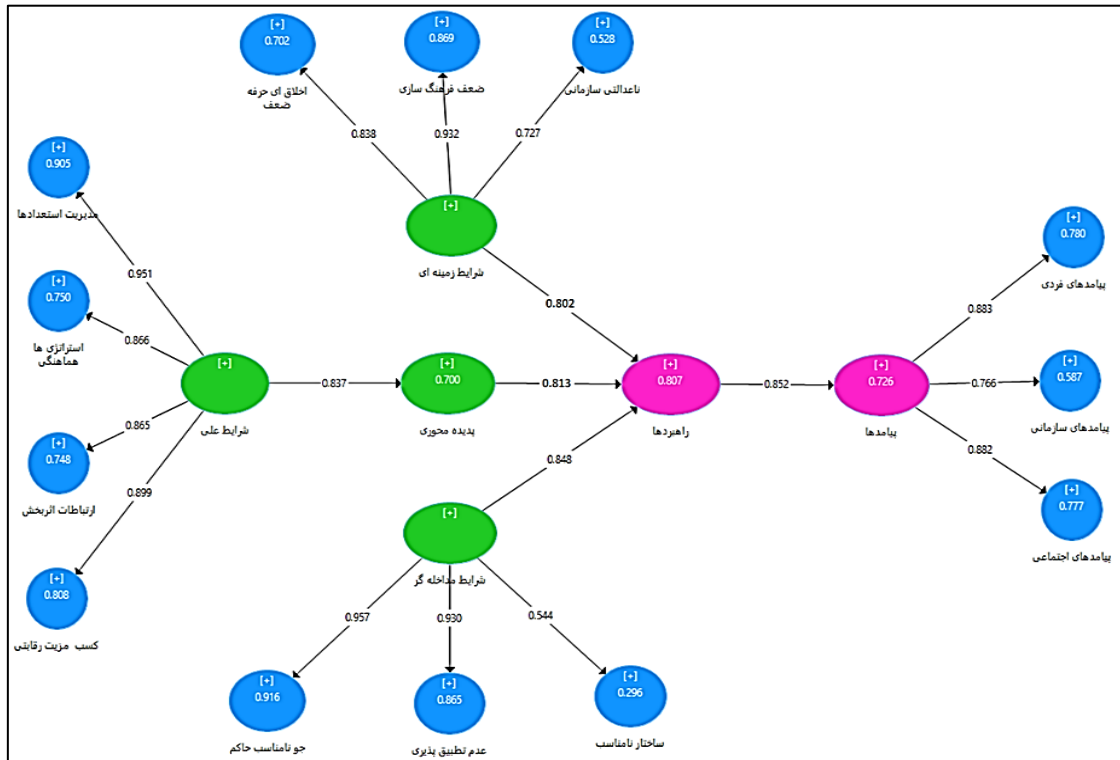 [+]
0.702
اخلاق ای حرفه
ضعف
[+]
0.869
ضعف فرهنگ سازی
[+]
0.528
ناعدالتی سازمانی
0.838
0.932
0.727
[+]
0.905
مدیریت استعدادها
0.951
[+]
شرایط زمینه ای
[+]
0.780
پیامدهای فردی
[+]
0.750
استراتژی ها
هماهنگی
0.866
0.802
0.883
[+]
شرایط علی
0.837
[+]
0.700
پدیده محوری
0.813
[+]
0.807
راهبردها
0.852
[+]
0.726
پیامدها
0.766
[+]
0.587
پیامدهای سازمانی
[+]
0.748
ارتباطات اثربخش
0.865
0.848
0.882
[+]
0.777
پیامدهای اجتماعی
0.899
[+]
شرایط مداخله گر
[+]
0.808
کسب مزیت رقابتی
0.957
0.930
0.544
[+]
0.916
جو نامناسب حاکم
[+]
0.865
عدم تطبیق پذیری
[+]
0.296
ساختار نامناسب